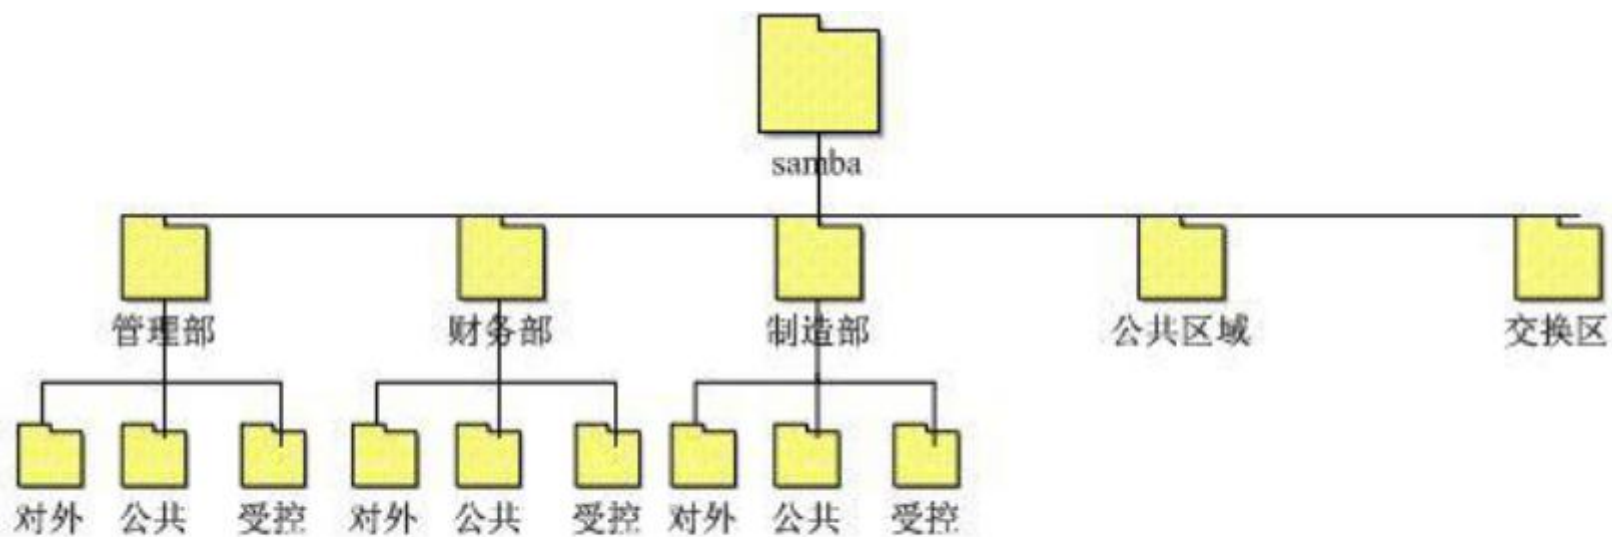 samba
管理部 财务部 制造部 公共区域 交换区
对外 公共 受控 对外 公共 受控 对外 公共 受控